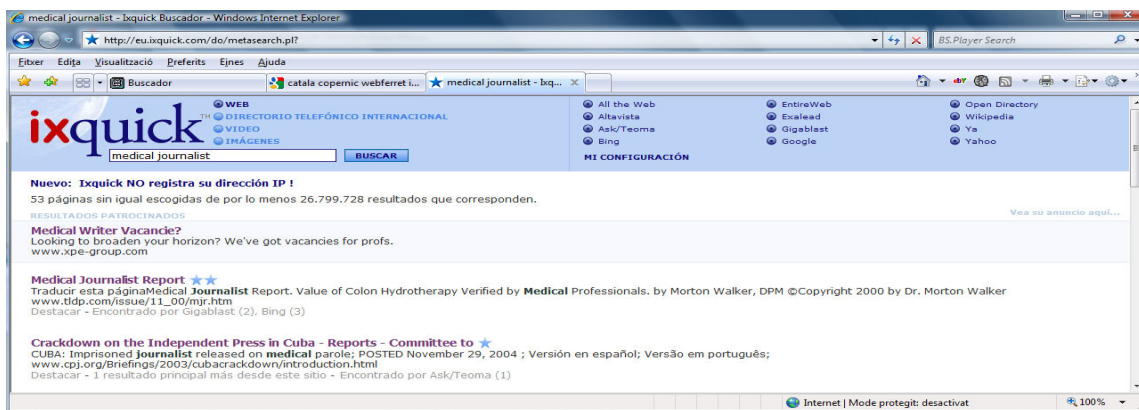 medical journalist - Ixquick Buscador - Windows Internet Explorer
http://eu.ixquick.com/do/metasearch.pl?
BS.Player Search
Fitxer Edita Visualització Preferits Eines Ajuda
Buscador
catala copernic webferret i...
medical journalist - Ixq...
ixquick TM
WEB
DIRECTORIO TELEFÓNICO INTERNACIONAL
VIDEO
IMÁGENES
medical journalist
BUSCAR
All the Web
Altavista
Ask/Teoma
Bing
EntireWeb
Exalead
Gigablast
Google
Open Directory
Wikipedia
Ya
Yahoo
MI CONFIGURACIÓN
Nuevo: Ixquick NO registra su dirección IP !
53 páginas sin igual escogidas de por lo menos 26.799.728 resultados que corresponden.
RESULTADOS PATROCINADOS
Vea su anuncio aquí...
Medical Writer Vacancie?
Looking to broaden your horizon? We've got vacancies for profs.
www.xpe-group.com
Medical Journalist Report
Traducir esta páginaMedical Journalist Report. Value of Colon Hydrotherapy Verified by Medical Professionals. by Morton Walker, DPM ©Copyright 2000 by Dr. Morton Walker
www.tldp.com/issue/11_00/mjr.htm
Destacar - Encontrado por Gigablast (2), Bing (3)
Crackdown on the Independent Press in Cuba - Reports - Committee to
CUBA: Imprisoned journalist released on medical parole; POSTED November 29, 2004 ; Versión en español; Versão em português;
www.cpj.org/Briefings/2003/cubacrackdown/introduction.html
Destacar - 1 resultado principal más desde este sitio - Encontrado por Ask/Teoma (1)
Internet | Mode protegit: desactivat
100%